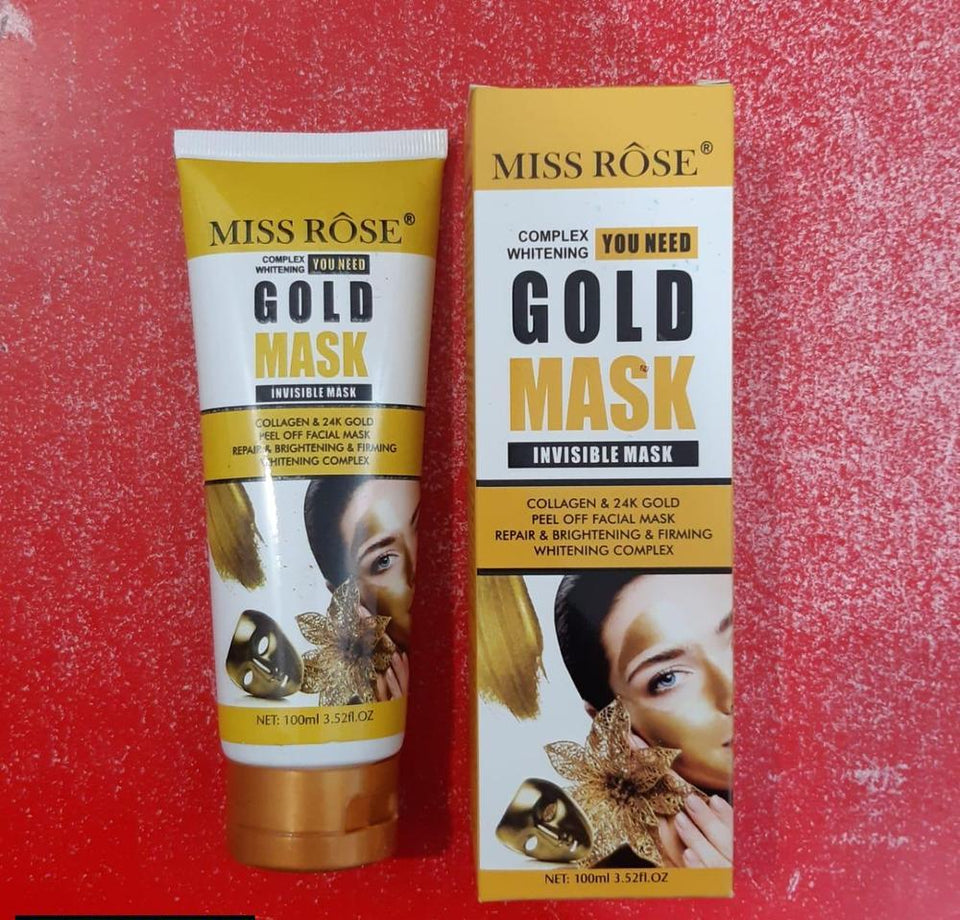 MISS RÔSE®
COMPLEX
WHITENING YOU NEED
GOLD
MASK
INVISIBLE MASK
COLLAGEN & 24K GOLD
PEEL OFF FACIAL MASK
REPAIR & BRIGHTENING & FIRMING
WHITENING COMPLEX
NET: 100ml 3.52fl.OZ
MISS RÔSE®
COMPLEX
WHITENING YOU NEED
GOLD
MASK
INVISIBLE MASK
COLLAGEN & 24K GOLD
PEEL OFF FACIAL MASK
REPAIR & BRIGHTENING & FIRMING
WHITENING COMPLEX
NET: 100ml 3.52fl.OZ